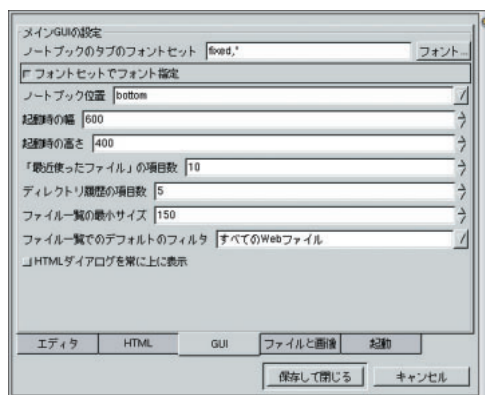 メインGUIの設定
ノートブックのタブのフォントセット fixed,* フォント...
フォントセットでフォント指定
ノートブック位置 bottom
起動時の幅 600
起動時の高さ 400
「最近使ったファイル」の項目数 10
ディレクトリ履歴の項目数 5
ファイル一覧の最小サイズ 150
ファイル一覧でのデフォルトのフィルタ すべてのWebファイル
HTMLダイアログを常に上に表示
エディタ HTML GUI ファイルと画像 起動
保存して閉じる キャンセル